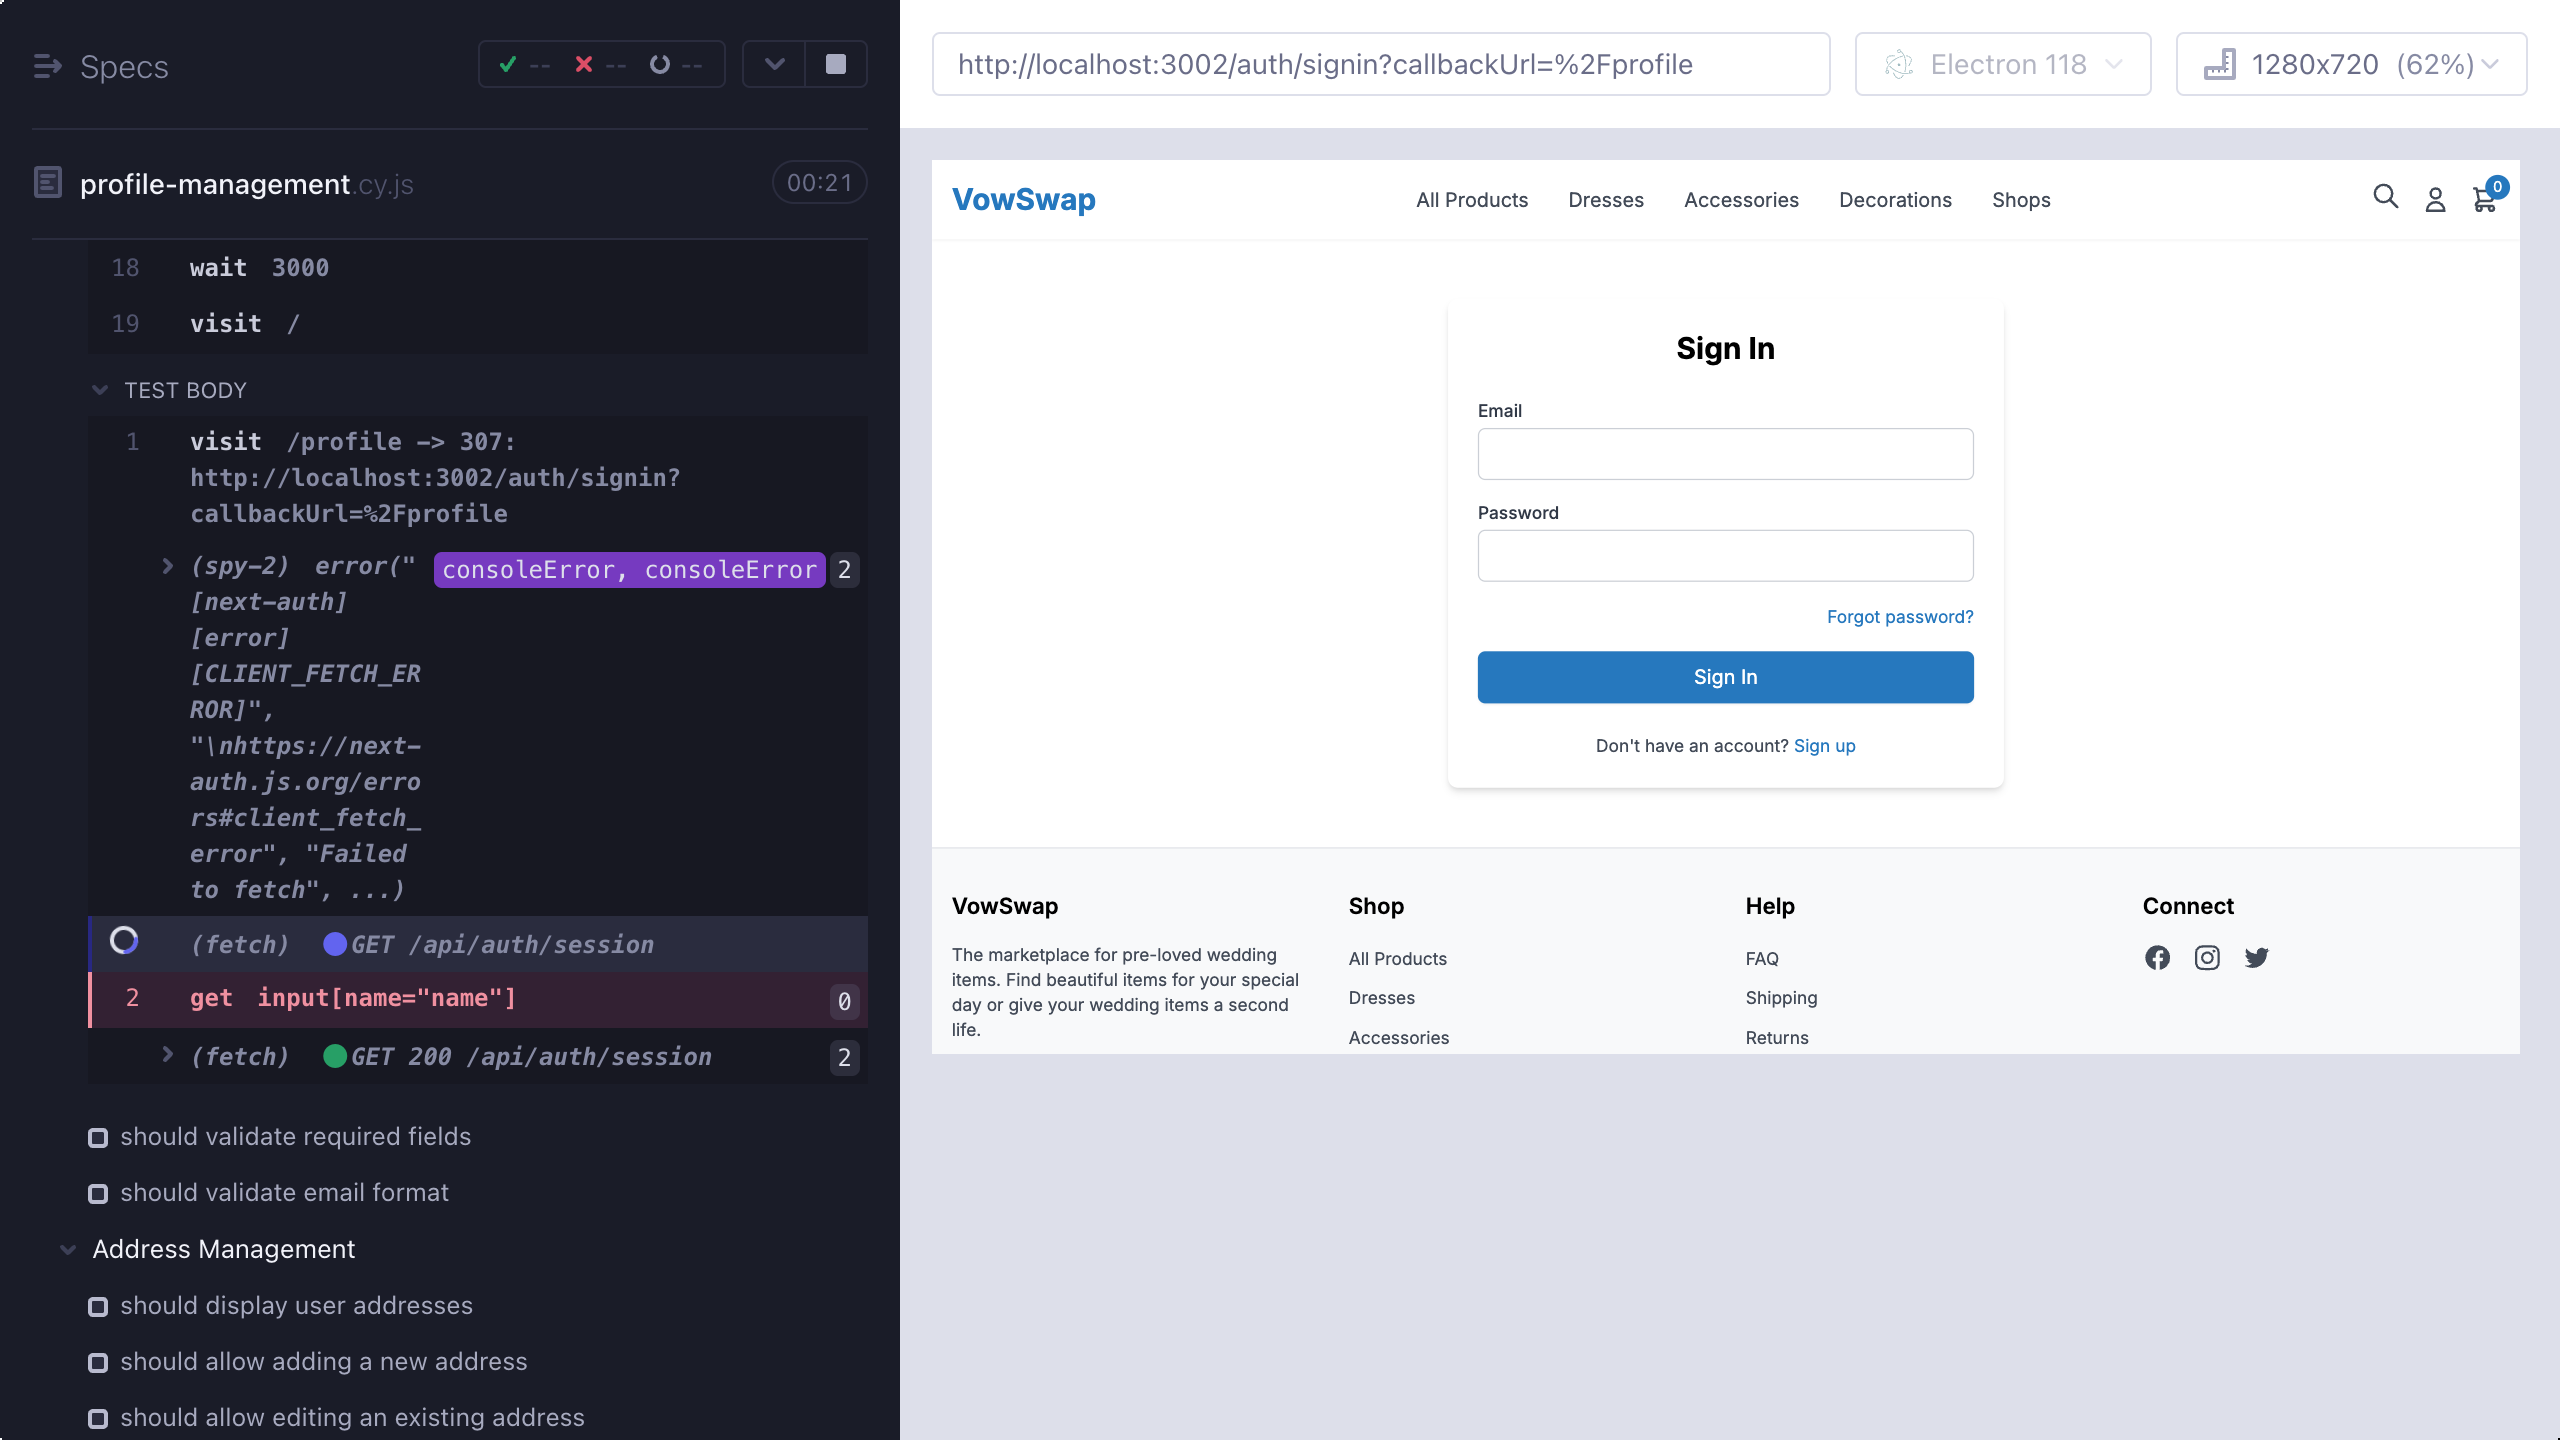 Specs
-- -- --
profile-management.cy.js 00:21
18 wait 3000
19 visit /
TEST BODY
1 visit /profile -> 307:
http://localhost:3002/auth/signin?
callbackUrl=%2Fprofile
(spy-2) error(" consoleError, consoleError 2
[next-auth]
[error]
[CLIENT_FETCH_ER
ROR]",
"\nhttps://next-
auth.js.org/erro
rs#client_fetch_
error", "Failed
to fetch", ...)
(fetch) GET /api/auth/session
2 get input[name="name"] 0
(fetch) GET 200 /api/auth/session 2
should validate required fields
should validate email format
Address Management
should display user addresses
should allow adding a new address
should allow editing an existing address
http://localhost:3002/auth/signin?callbackUrl=%2Fprofile
Electron 118
1280x720 (62%)
VowSwap
All Products Dresses Accessories Decorations Shops
0
Sign In
Email
Password
Forgot password?
Sign In
Don't have an account? Sign up
VowSwap
The marketplace for pre-loved wedding
items. Find beautiful items for your special
day or give your wedding items a second
life.
Shop
All Products
Dresses
Accessories
Help
FAQ
Shipping
Returns
Connect